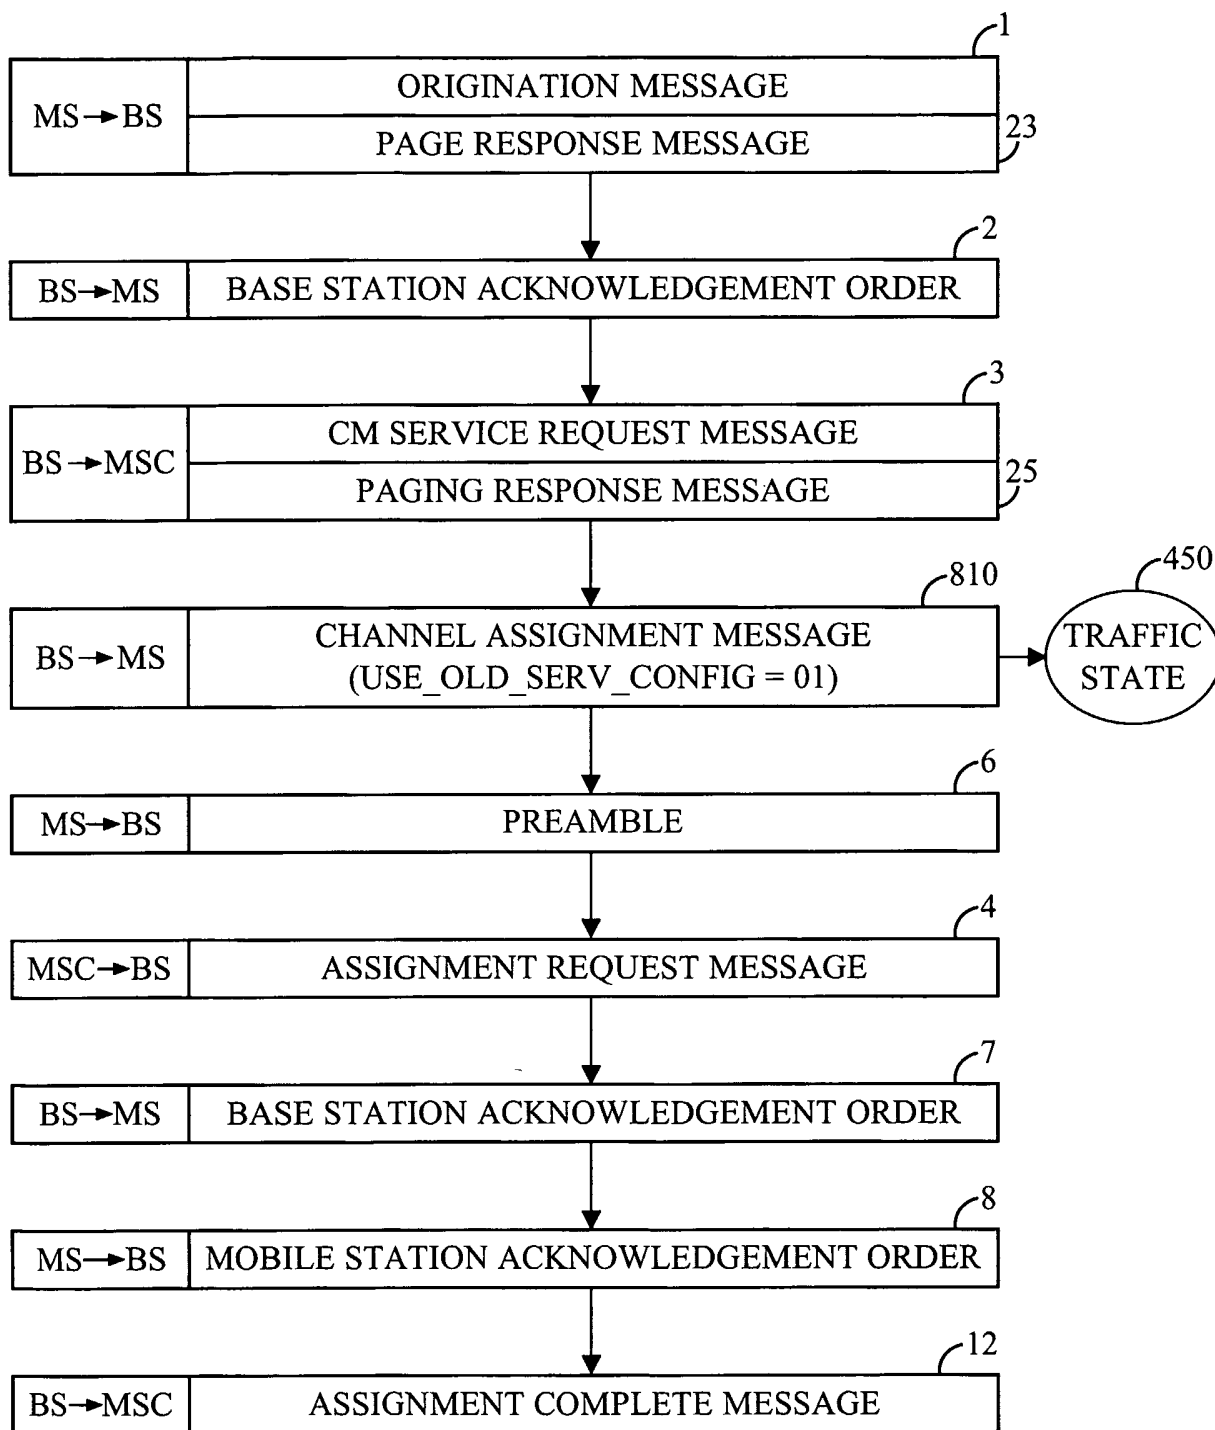 1
MS→BS
ORIGINATION MESSAGE
PAGE RESPONSE MESSAGE
23
2
BS→MS
BASE STATION ACKNOWLEDGEMENT ORDER
3
BS→MSC
CM SERVICE REQUEST MESSAGE
PAGING RESPONSE MESSAGE
25
810
450
BS→MS
CHANNEL ASSIGNMENT MESSAGE
(USE_OLD_SERV_CONFIG = 01)
TRAFFIC
STATE
6
MS→BS
PREAMBLE
4
MSC→BS
ASSIGNMENT REQUEST MESSAGE
7
BS→MS
BASE STATION ACKNOWLEDGEMENT ORDER
8
MS→BS
MOBILE STATION ACKNOWLEDGEMENT ORDER
12
BS→MSC
ASSIGNMENT COMPLETE MESSAGE